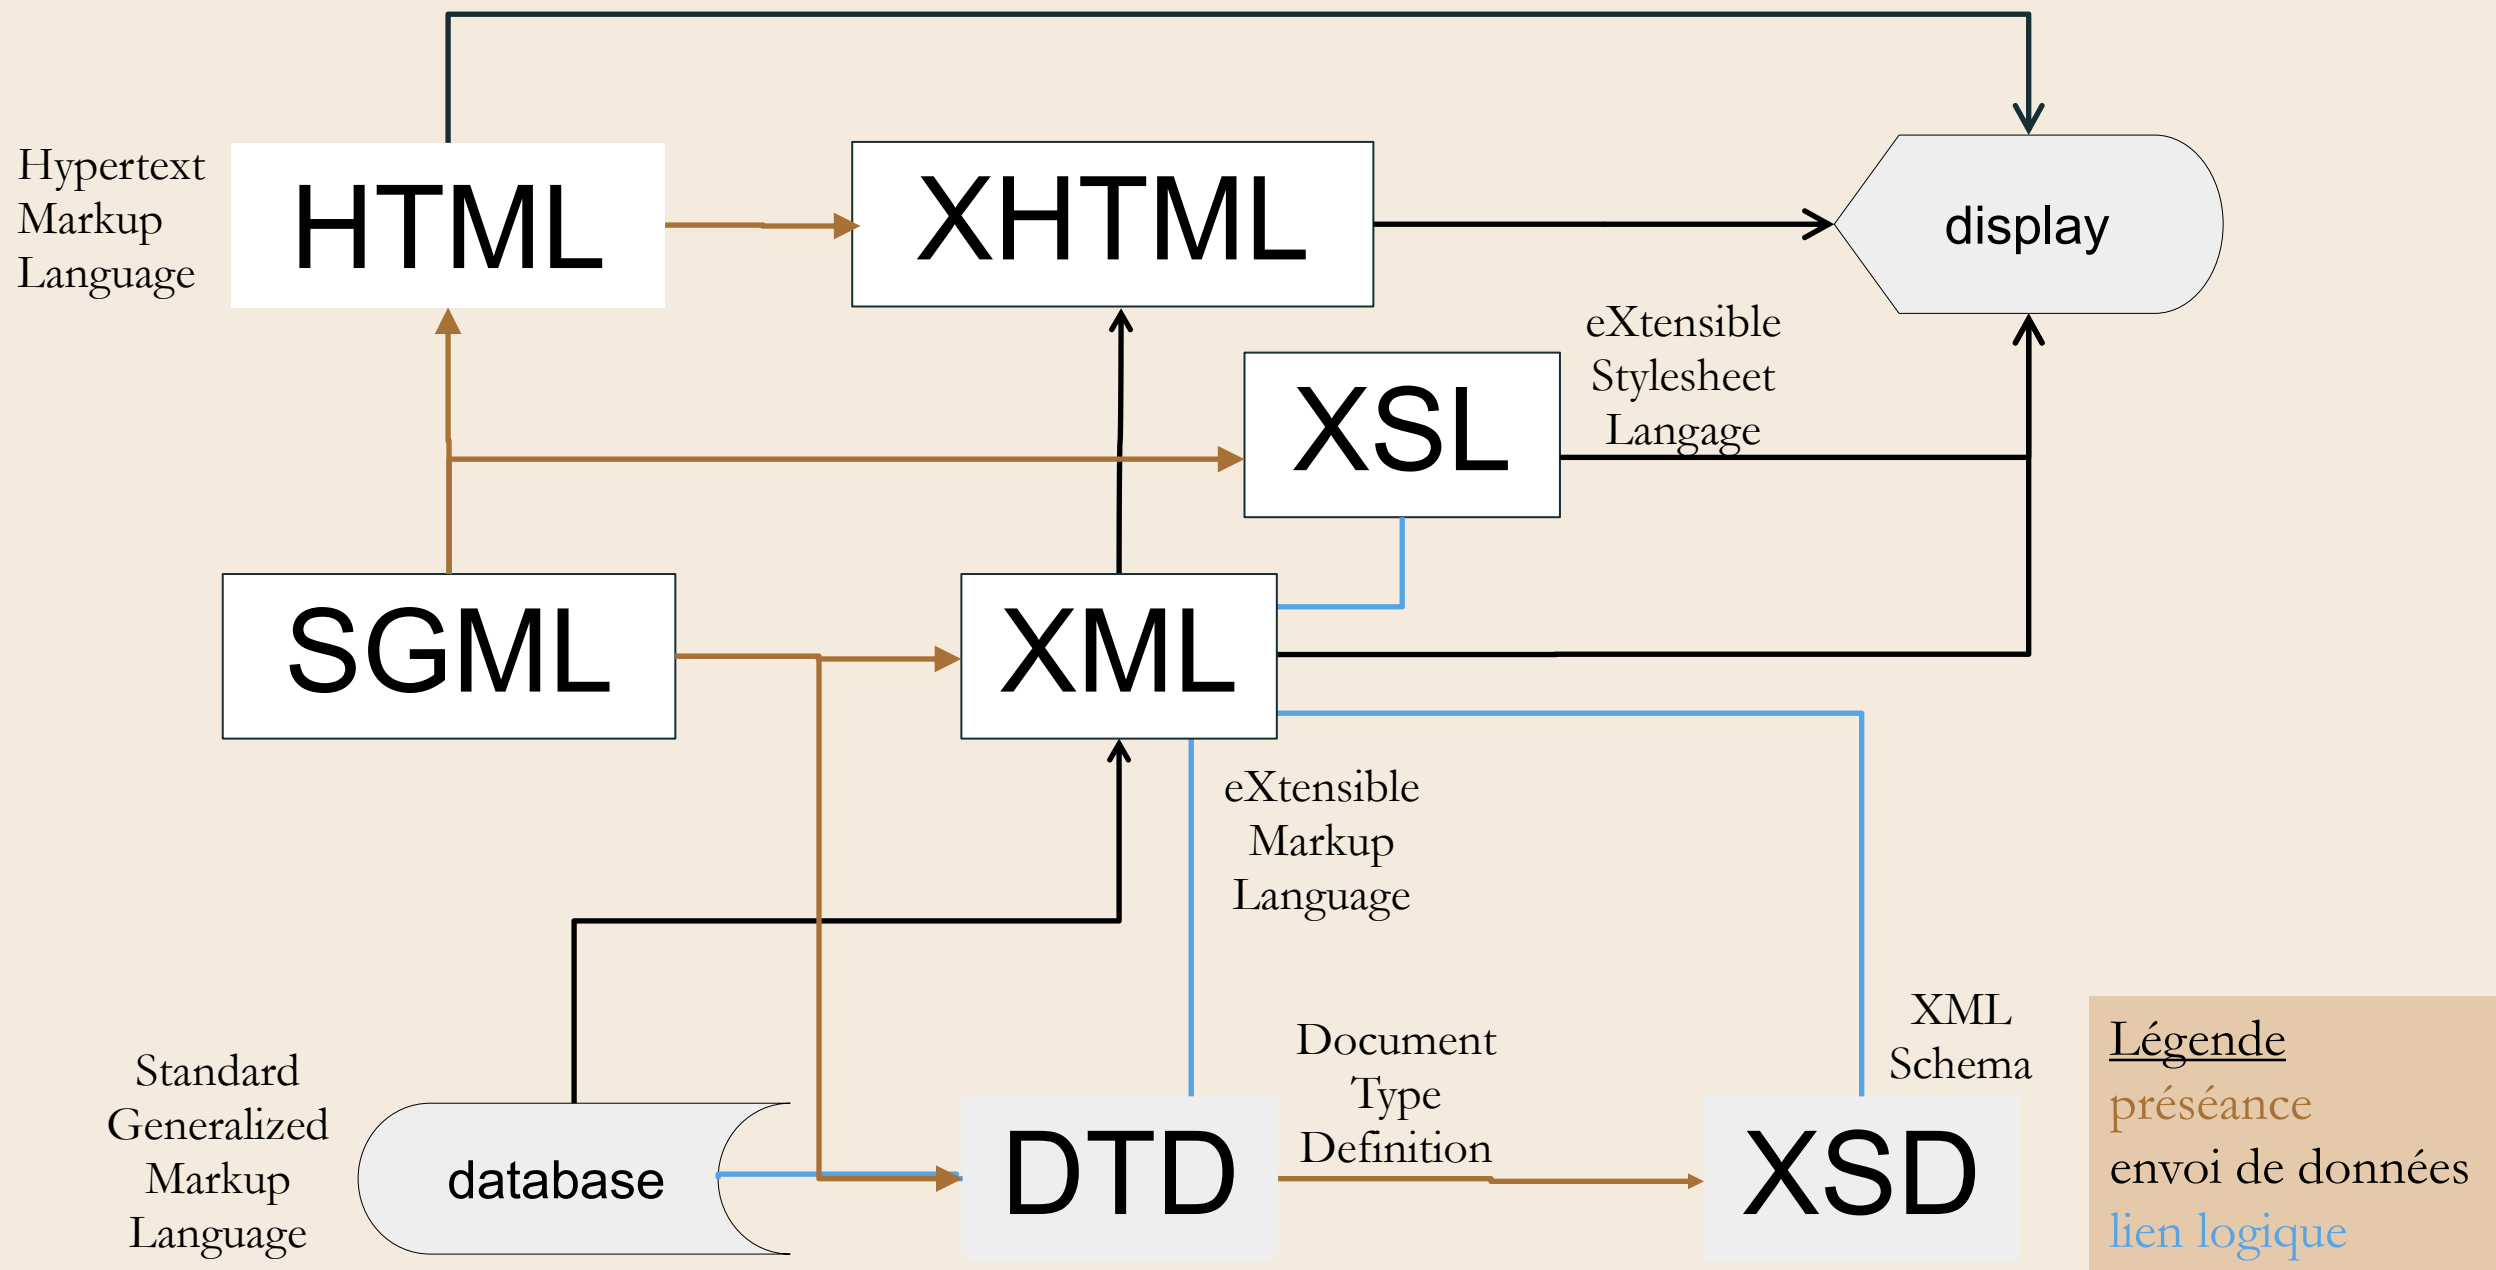 Hypertext
Markup
Language
HTML
XHTML
display
eXtensible
Stylesheet
Langage
XSL
SGML
XML
eXtensible
Markup
Language
Standard
Generalized
Markup
Language
database
DTD
Document
Type
Definition
XML
Schema
XSD
Légende
préséance
envoi de données
lien logique